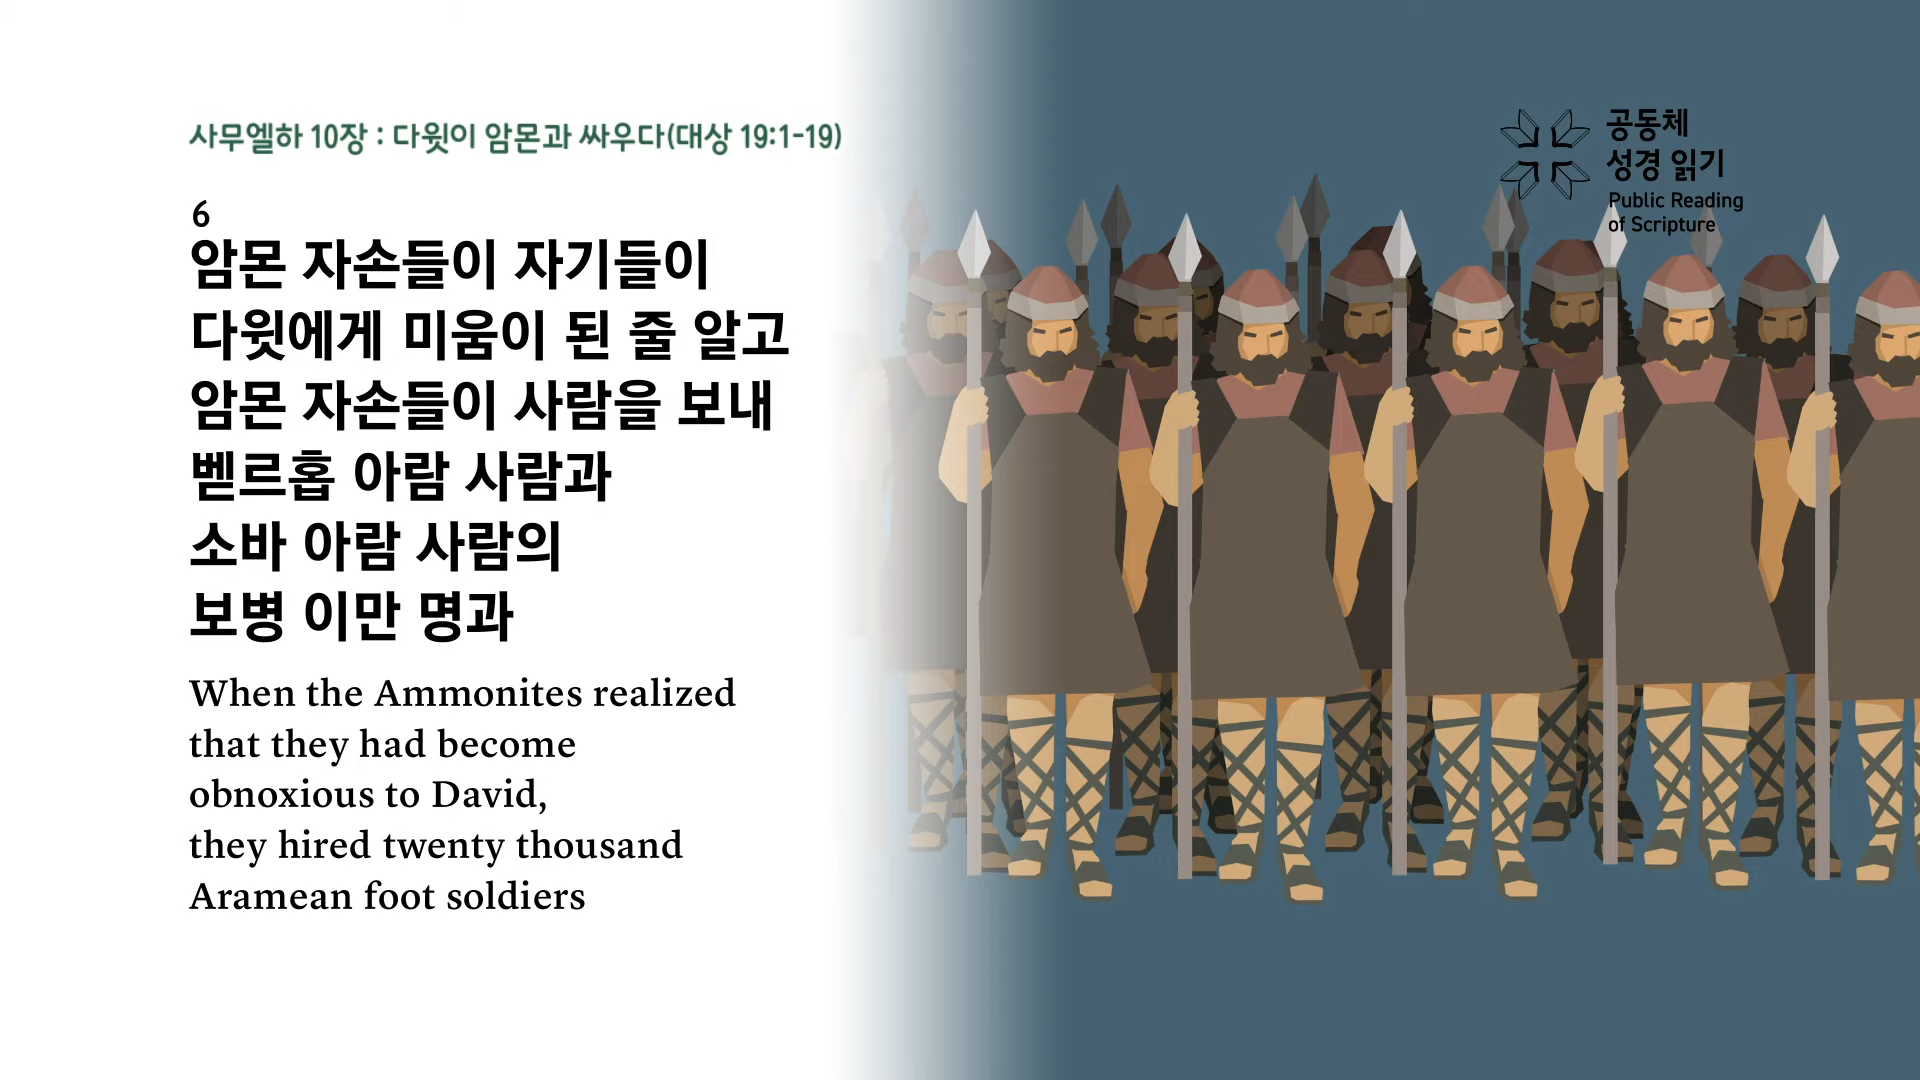 사무엘하 10장 : 다윗이 암몬과 싸우다(대상 19:1-19)
6
암몬 자손들이 자기들이
다윗에게 미움이 된 줄 알고
암몬 자손들이 사람을 보내
벧르홉 아람 사람과
소바 아람 사람의
보병 이만 명과
When the Ammonites realized
that they had become
obnoxious to David,
they hired twenty thousand
Aramean foot soldiers
공동체
성경 읽기
Public Reading
of Scripture